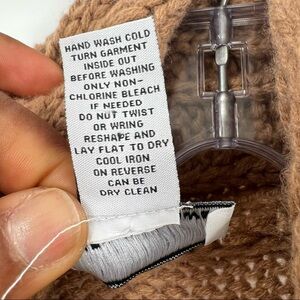 HAND WASH COLD
TURN GARMENT
INSIDE OUT
BEFORE WASHING
ONLY NON-
CHLORINE BLEACH
IF NEEDED
DO NOT TWIST
OR WRING
RESHAPE AND
LAY FLAT TO DRY
COOL IRON
ON REVERSE
CAN BE
DRY CLEAN